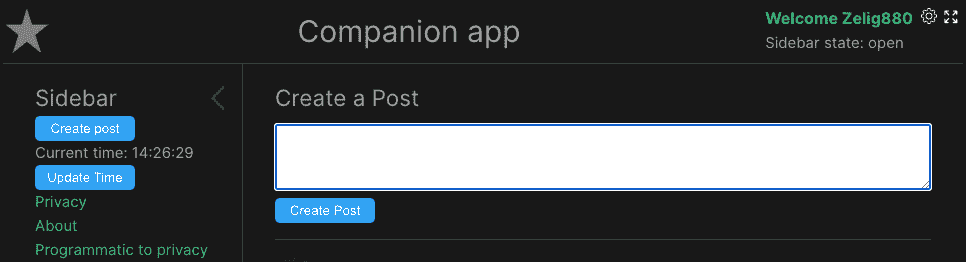 Companion app
Welcome Zelig880
Sidebar state: open
Sidebar
Create post
Current time: 14:26:29
Update Time
Privacy
About
Programmatic to privacy
Create a Post
Create Post